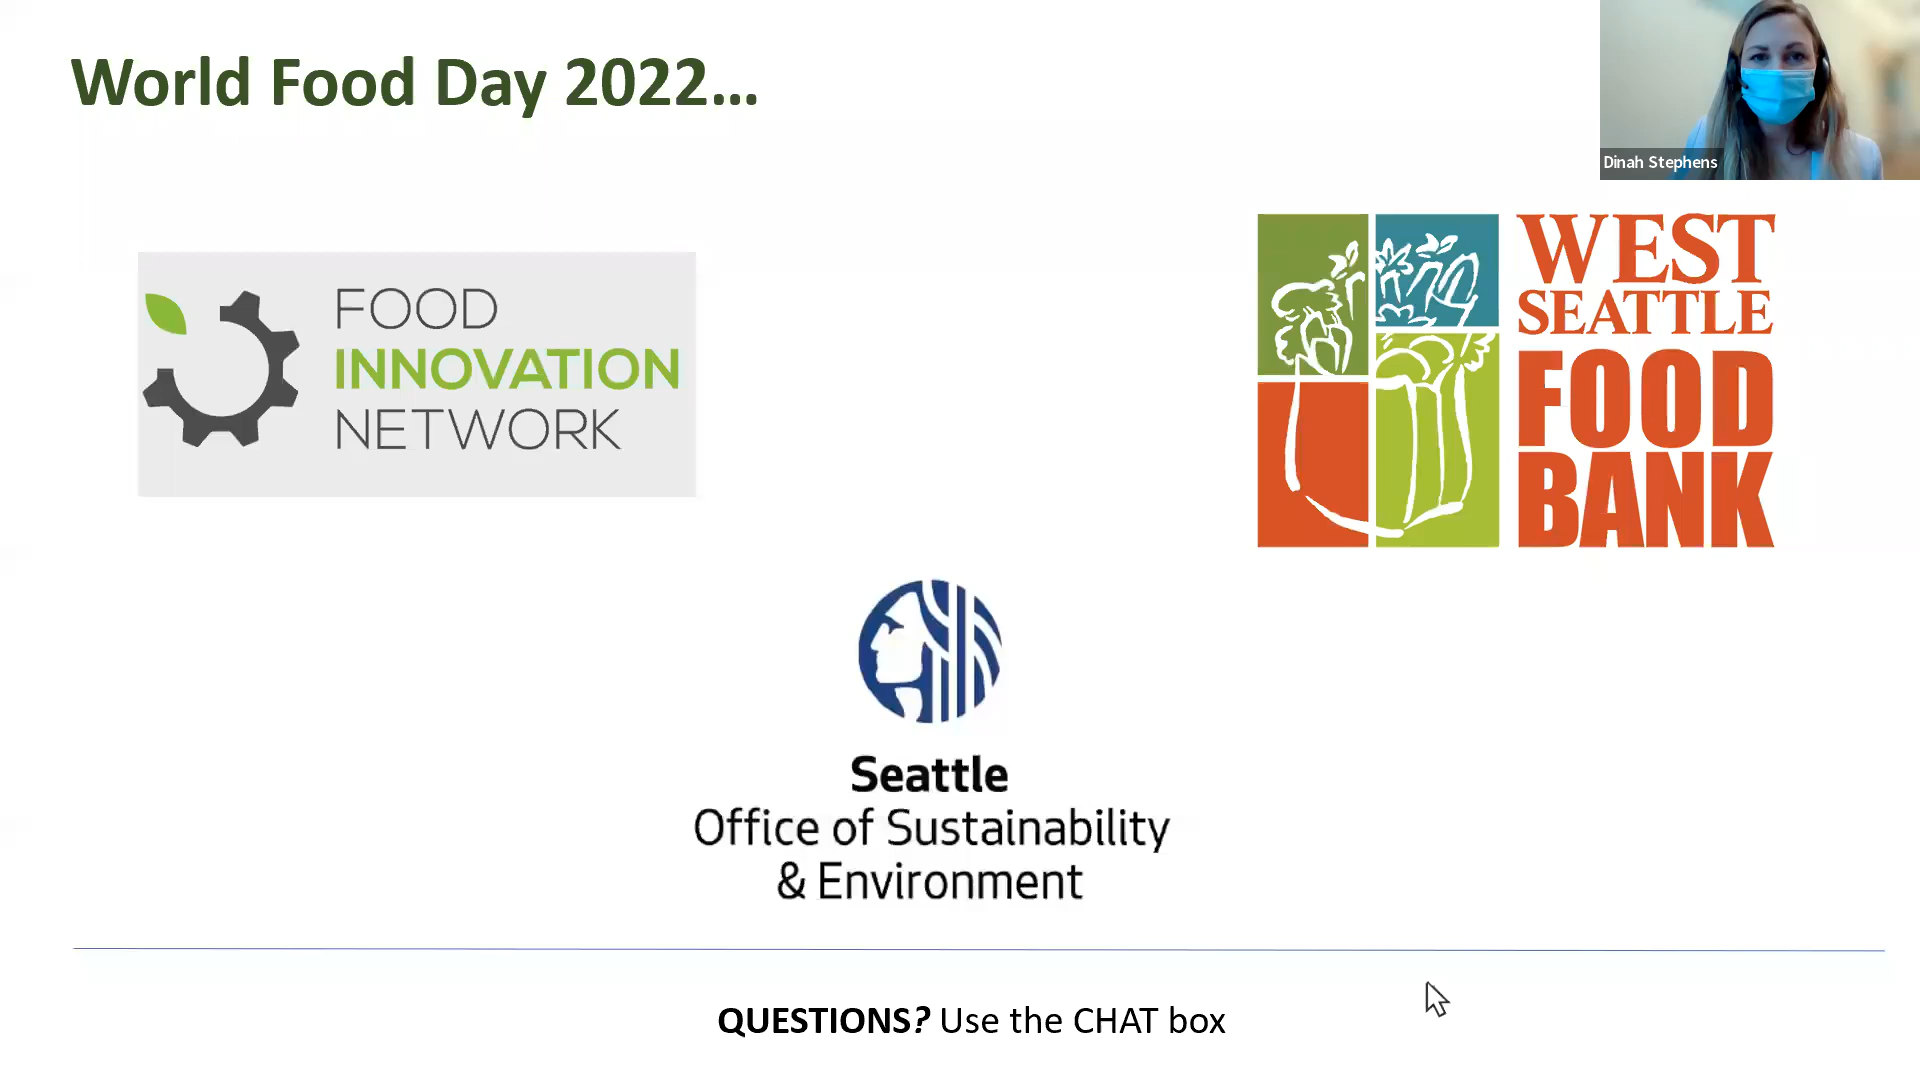 World Food Day 2022...
Dinah Stephens
FOOD
INNOVATION
NETWORK
WEST
SEATTLE
FOOD
BANK
Seattle
Office of Sustainability
& Environment
QUESTIONS? Use the CHAT box